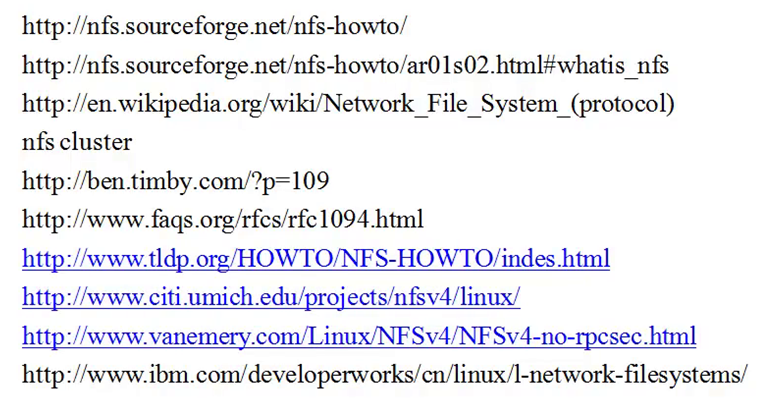 http://nfs.sourceforge.net/nfs-howto/
http://nfs.sourceforge.net/nfs-howto/ar01s02.html#whatis_nfs
http://en.wikipedia.org/wiki/Network_File_System_(protocol)
nfs cluster
http://ben.timby.com/?p=109
http://www.faqs.org/rfcs/rfc1094.html
http://www.tldp.org/HOWTO/NFS-HOWTO/indes.html
http://www.citi.umich.edu/projects/nfsv4/linux/
http://www.vanemery.com/Linux/NFSv4/NFSv4-no-rpcsec.html
http://www.ibm.com/developerworks/cn/linux/l-network-filesystems/